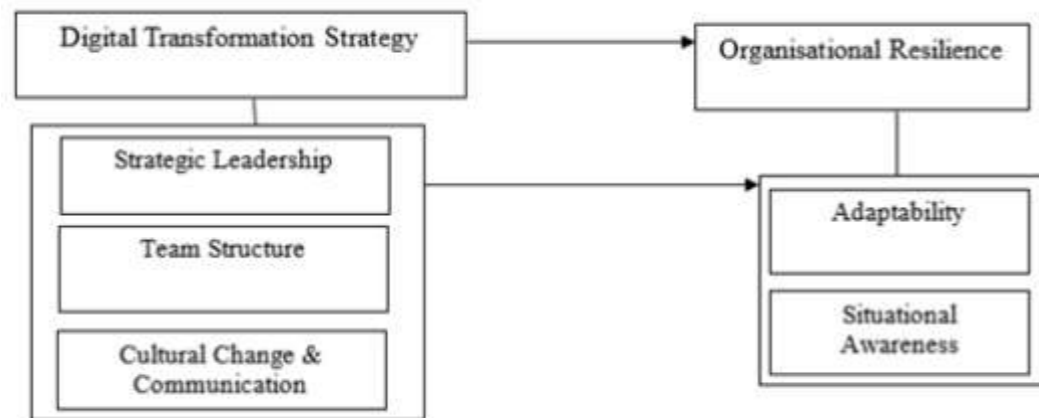 Digital Transformation Strategy
Organisational Resilience
Strategic Leadership
Team Structure
Cultural Change &
Communication
Adaptability
Situational
Awareness